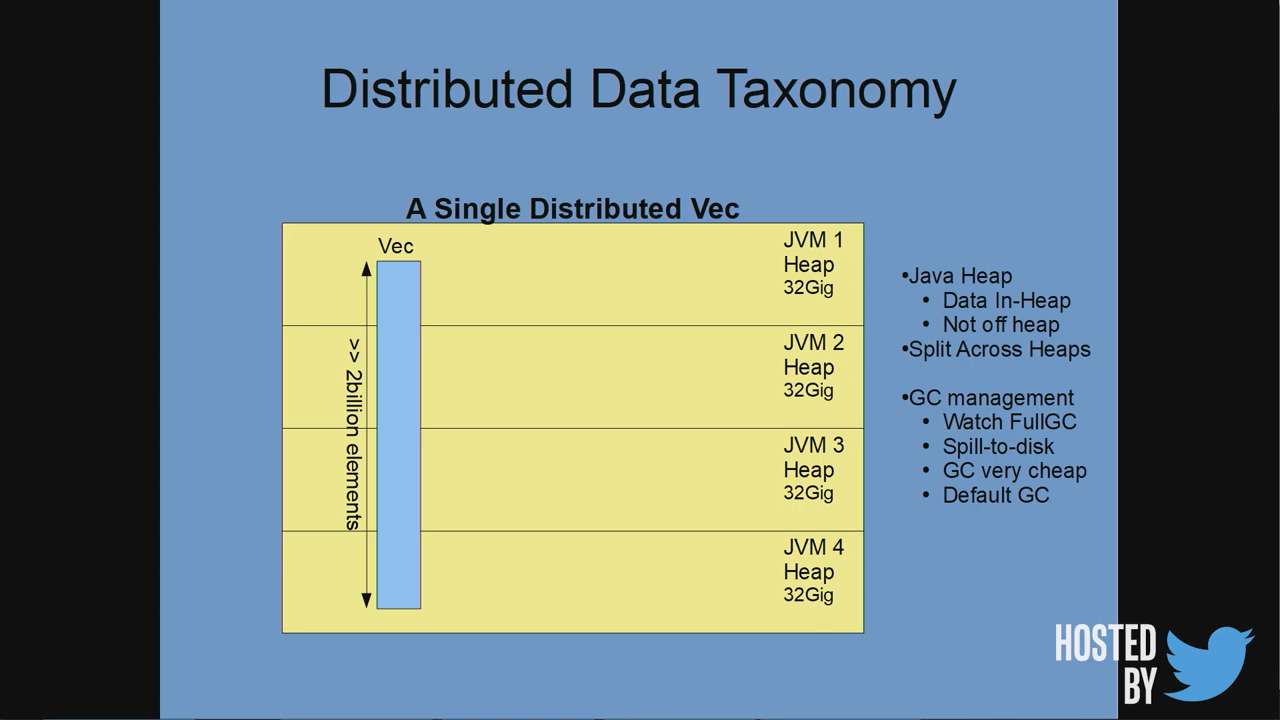 Distributed Data Taxonomy
A Single Distributed Vec
Vec
>> 2billion elements
JVM 1
Heap
32Gig
JVM 2
Heap
32Gig
JVM 3
Heap
32Gig
JVM 4
Heap
32Gig
•Java Heap
• Data In-Heap
• Not off heap
•Split Across Heaps
•GC management
• Watch FullGC
• Spill-to-disk
• GC very cheap
• Default GC
HOSTED
BY